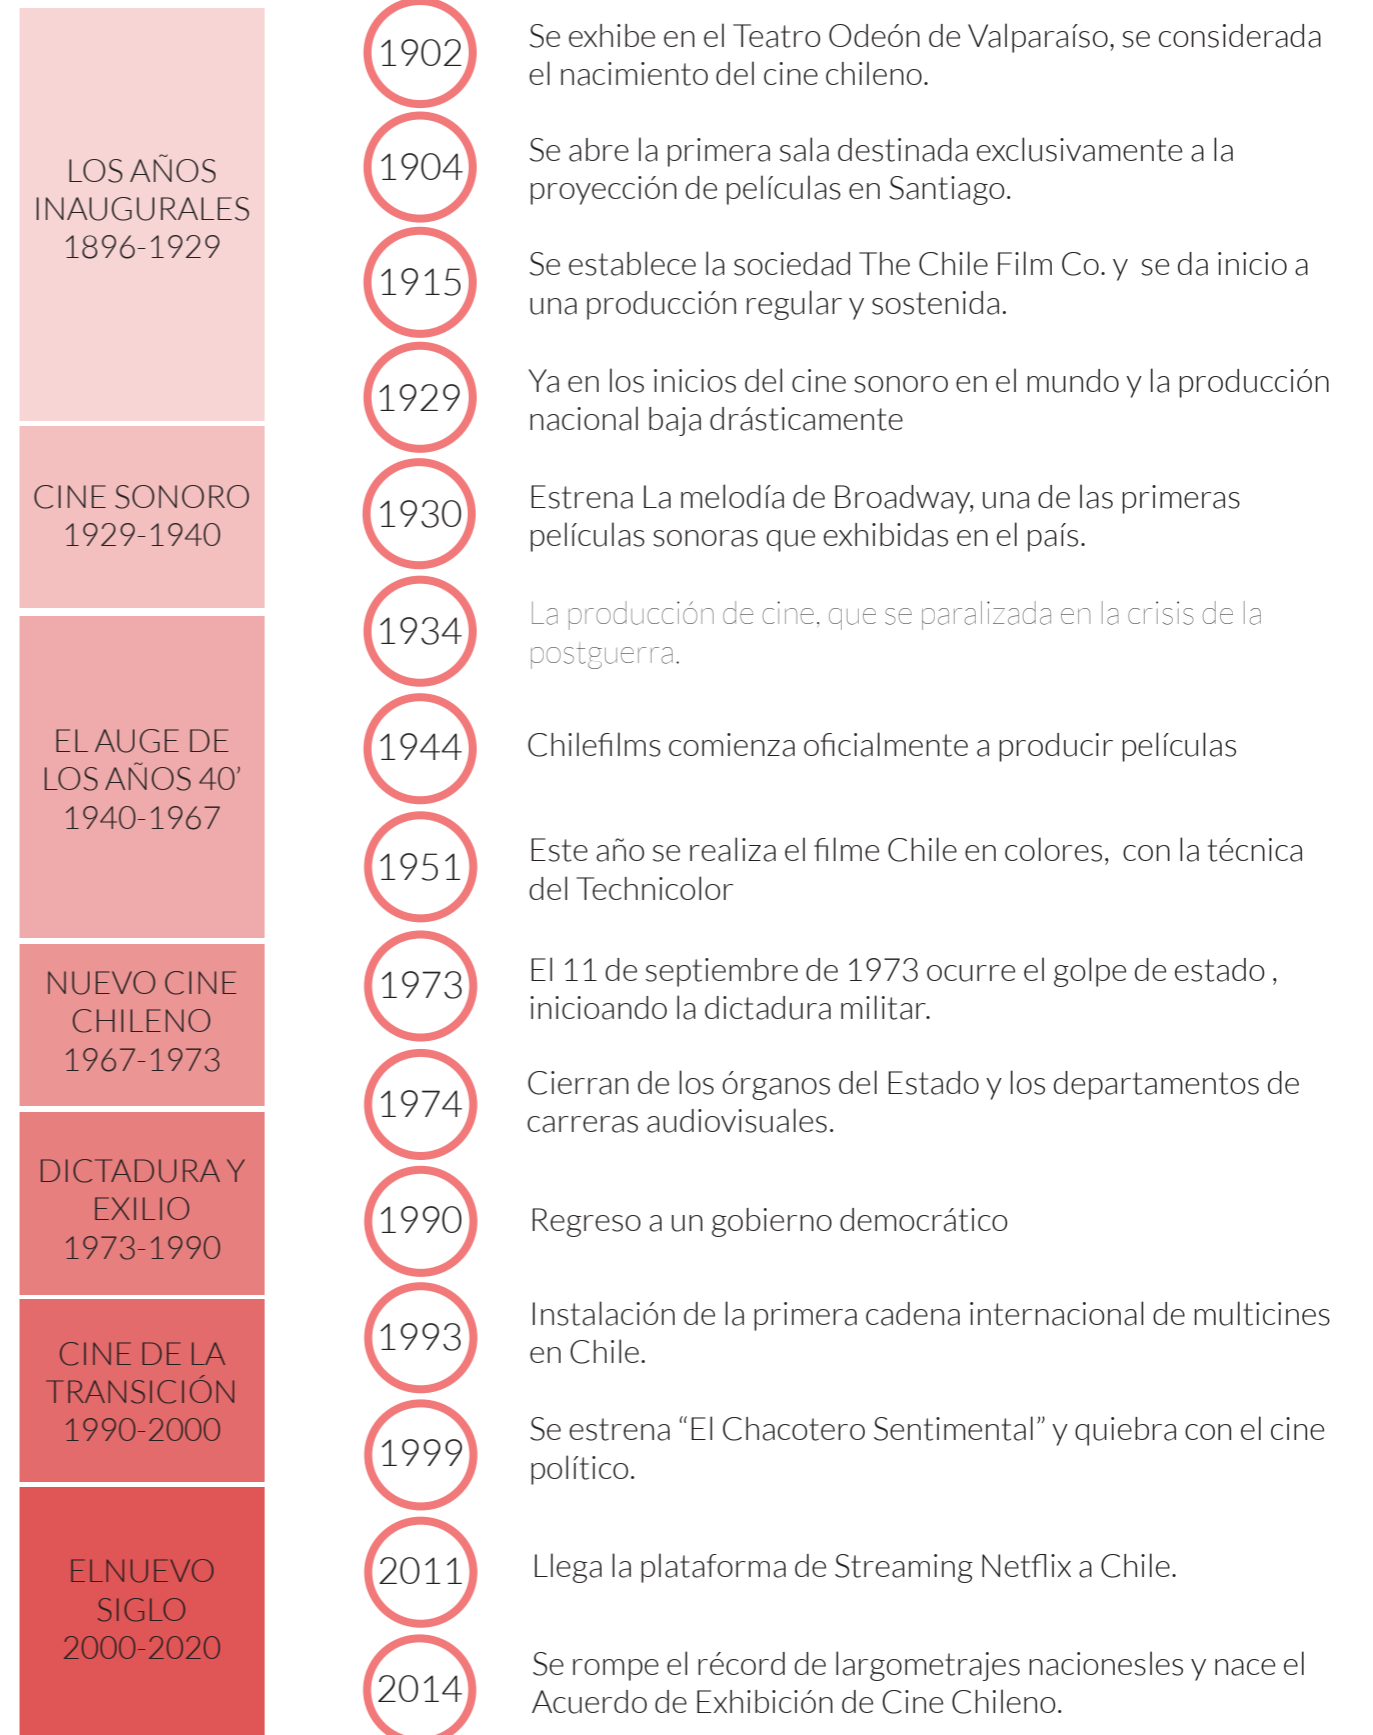 LOS AÑOS
INAUGURALES
1896-1929
1902
Se exhibe en el Teatro Odeón de Valparaíso, se considerada
el nacimiento del cine chileno.
1904
Se abre la primera sala destinada exclusivamente a la
proyección de películas en Santiago.
1915
Se establece la sociedad The Chile Film Co. y  se da inicio a
una producción regular y sostenida.
1929
Ya en los inicios del cine sonoro en el mundo y la producción
nacional baja drásticamente
CINE SONORO
1929-1940
1930
Estrena La melodía de Broadway, una de las primeras
películas sonoras que exhibidas en el país.
1934
La producción de cine, que se paralizada en la crisis de la
postguerra.
EL AUGE DE
LOS AÑOS 40’
1940-1967
1944
Chilefilms comienza oficialmente a producir películas
1951
Este año se realiza el filme Chile en colores,  con la técnica
del Technicolor
NUEVO CINE
CHILENO
1967-1973
1973
El 11 de septiembre de 1973 ocurre el golpe de estado ,
inicioando la dictadura militar.
1974
Cierran de los órganos del Estado y los departamentos de
carreras audiovisuales.
DICTADURA Y
EXILIO
1973-1990
1990
Regreso a un gobierno democrático
CINE DE LA
TRANSICIÓN
1990-2000
1993
Instalación de la primera cadena internacional de multicines
en Chile.
1999
Se estrena “El Chacotero Sentimental” y quiebra con el cine
político.
ELNUEVO
SIGLO
2000-2020
2011
Llega la plataforma de Streaming Netflix a Chile.
2014
Se rompe el récord de largometrajes nacionesles y nace el
Acuerdo de Exhibición de Cine Chileno.